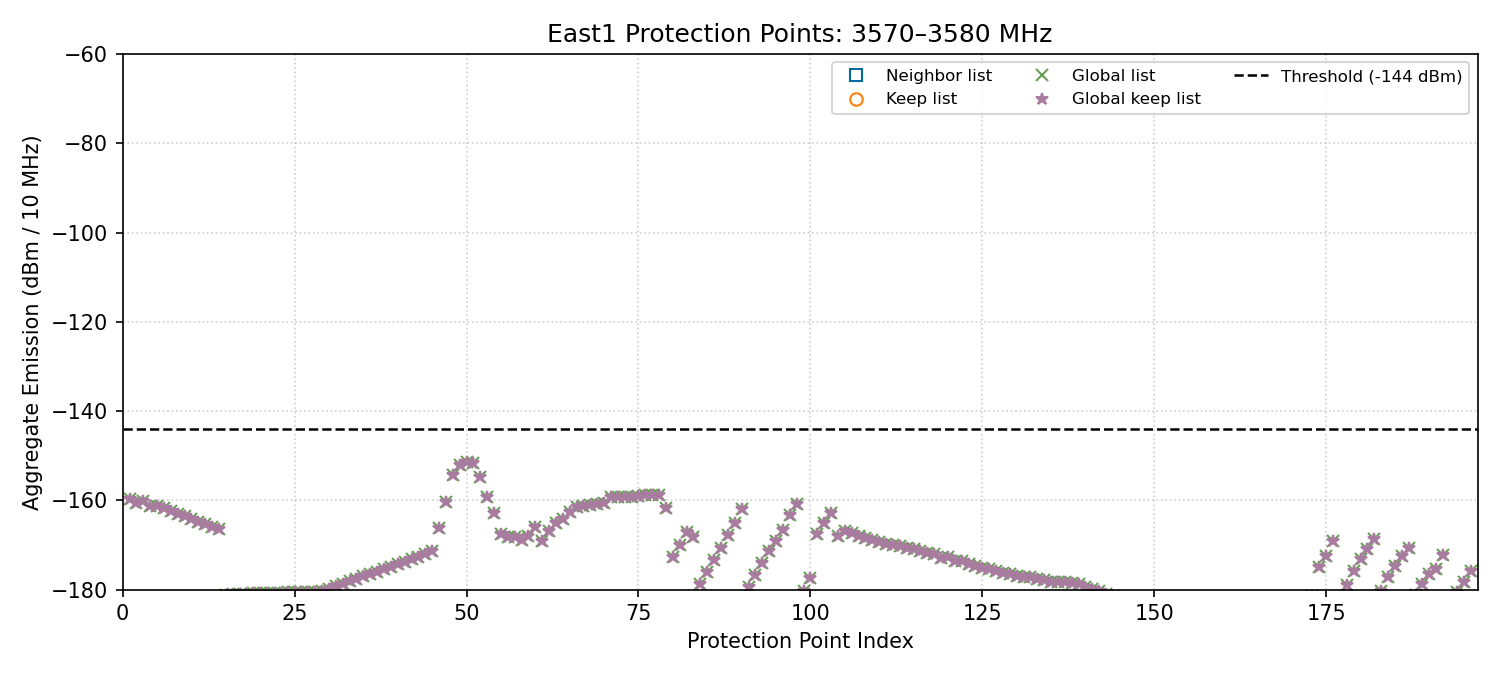 East1 Protection Points: 3570–3580 MHz
Neighbor list
Keep list
Global list
Global keep list
Threshold (-144 dBm)
Aggregate Emission (dBm / 10 MHz)
−60
−80
−100
−120
−140
−160
−180
0 25 50 75 100 125 150 175
Protection Point Index